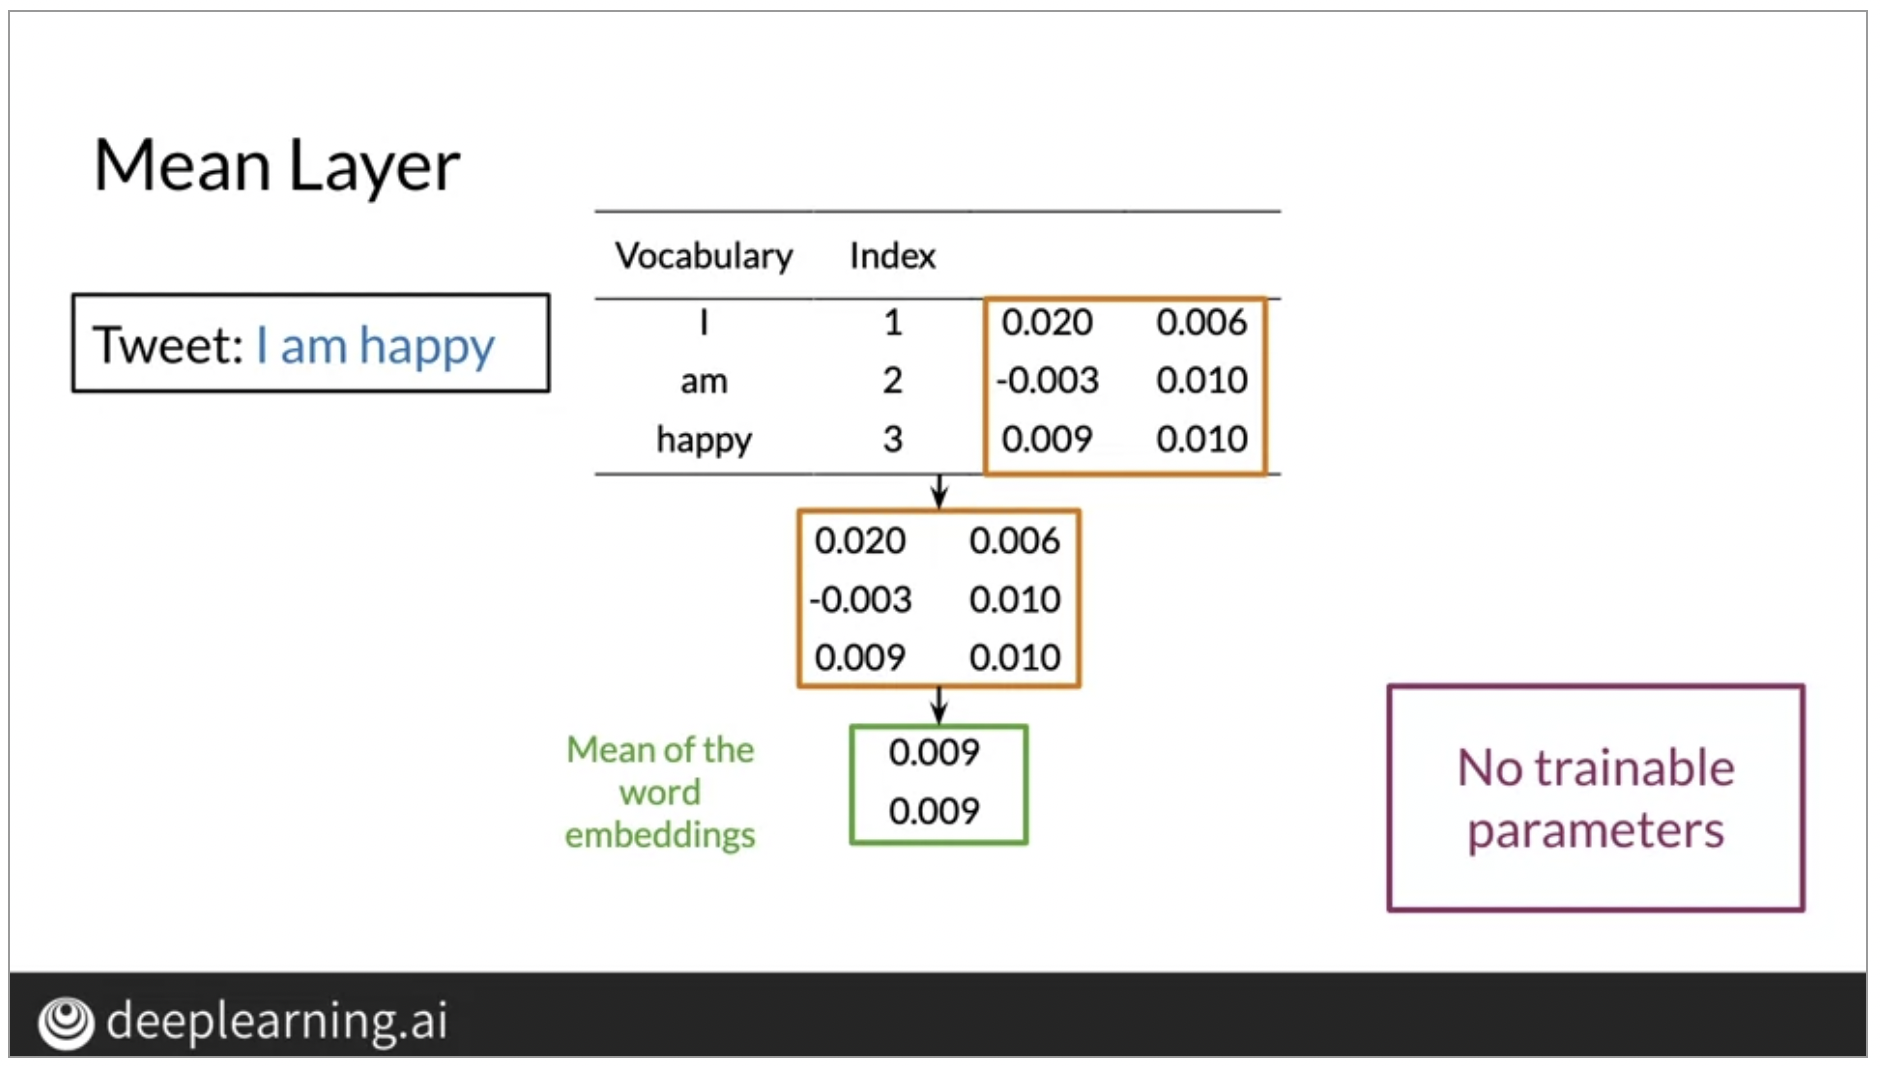 Mean Layer
Vocabulary Index
Tweet: I am happy
I 1 0.020 0.006
am 2 -0.003 0.010
happy 3 0.009 0.010
0.020 0.006
-0.003 0.010
0.009 0.010
Mean of the
word
embeddings
0.009
0.009
No trainable
parameters
deeplearning.ai